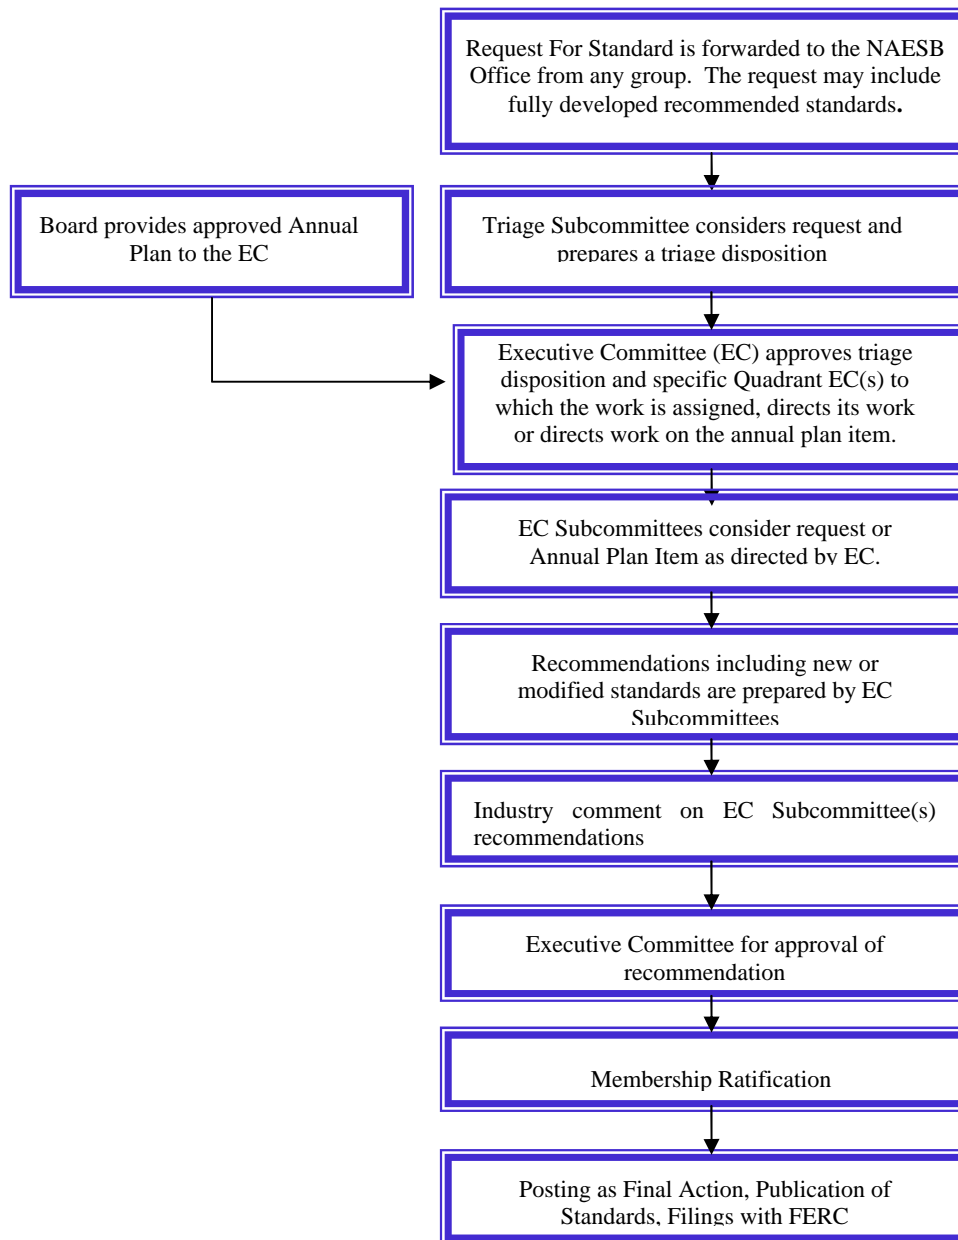 Request For Standard is forwarded to the NAESB
Office from any group.  The request may include
fully developed recommended standards.
Board provides approved Annual
Plan to the EC
Triage Subcommittee considers request and
prepares a triage disposition
Executive Committee (EC) approves triage
disposition and specific Quadrant EC(s) to
which the work is assigned, directs its work
or directs work on the annual plan item.
EC Subcommittees consider request or
Annual Plan Item as directed by EC.
Recommendations including new or
modified standards are prepared by EC
Subcommittees
Industry comment on EC Subcommittee(s)
recommendations
Executive Committee for approval of
recommendation
Membership Ratification
Posting as Final Action, Publication of
Standards, Filings with FERC